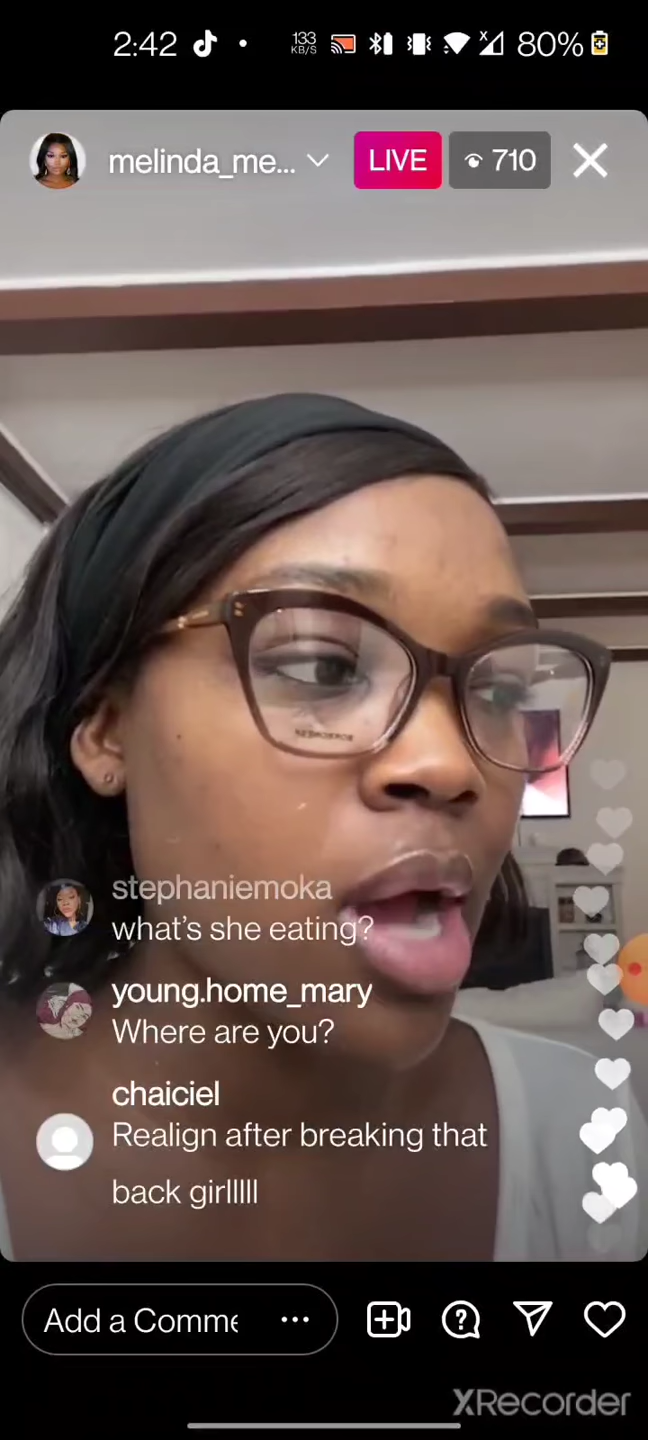 2:42
133
KB/S
80%
melinda_me...
LIVE
710
stephaniemoka
what's she eating?
young.home_mary
Where are you?
chaiciel
Realign after breaking that
back girlllll
Add a Comme
XRecorder